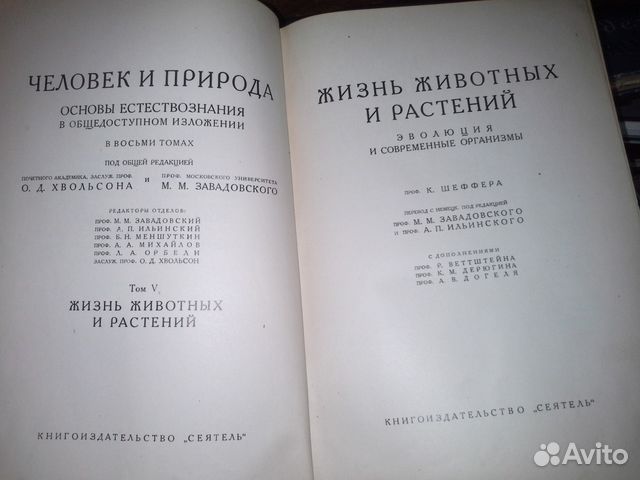 ЧЕЛОВЕК И ПРИРОДА
ОСНОВЫ ЕСТЕСТВОЗНАНИЯ
В ОБЩЕДОСТУПНОМ ИЗЛОЖЕНИИ
В ВОСЬМИ ТОМАХ
ПОД ОБЩЕЙ РЕДАКЦИЕЙ
ПОЧЕТНОГО АКАДЕМИКА, ЗАСЛУЖ. ПРОФ. ПРОФ. МОСКОВСКОГО УНИВЕРСИТЕТА
О. Д. ХВОЛЬСОНА И М. М. ЗАВАДОВСКОГО
РЕДАКТОРЫ ОТДЕЛОВ:
ПРОФ. М. М. ЗАВАДОВСКИЙ
ПРОФ. А. П. ИЛЬИНСКИЙ
ПРОФ. Б. Н. МЕНШУТКИН
ПРОФ. А. А. МИХАЙЛОВ
ПРОФ. Л. А. ОРБЕЛИ
ЗАСЛУЖ. ПРОФ. О. Д. ХВОЛЬСОН
Том V.
ЖИЗНЬ ЖИВОТНЫХ
И РАСТЕНИЙ
КНИГОИЗДАТЕЛЬСТВО „СЕЯТЕЛЬ“
ЖИЗНЬ ЖИВОТНЫХ
И РАСТЕНИЙ
ЭВОЛЮЦИЯ
И СОВРЕМЕННЫЕ ОРГАНИЗМЫ
ПРОФ. К. ШЕФФЕРА
ПЕРЕВОД С НЕМЕЦК. ПОД РЕДАКЦИЕЙ
ПРОФ. М. М. ЗАВАДОВСКОГО
И ПРОФ. А. П. ИЛЬИНСКОГО
С ДОПОЛНЕНИЯМИ
ПРОФ. Р. ВЕТТШТЕЙНА
ПРОФ. К. М. ДЕРЮГИНА
ПРОФ. А. В. ДОГЕЛЯ
КНИГОИЗДАТЕЛЬСТВО „СЕЯТЕЛЬ“
Avito